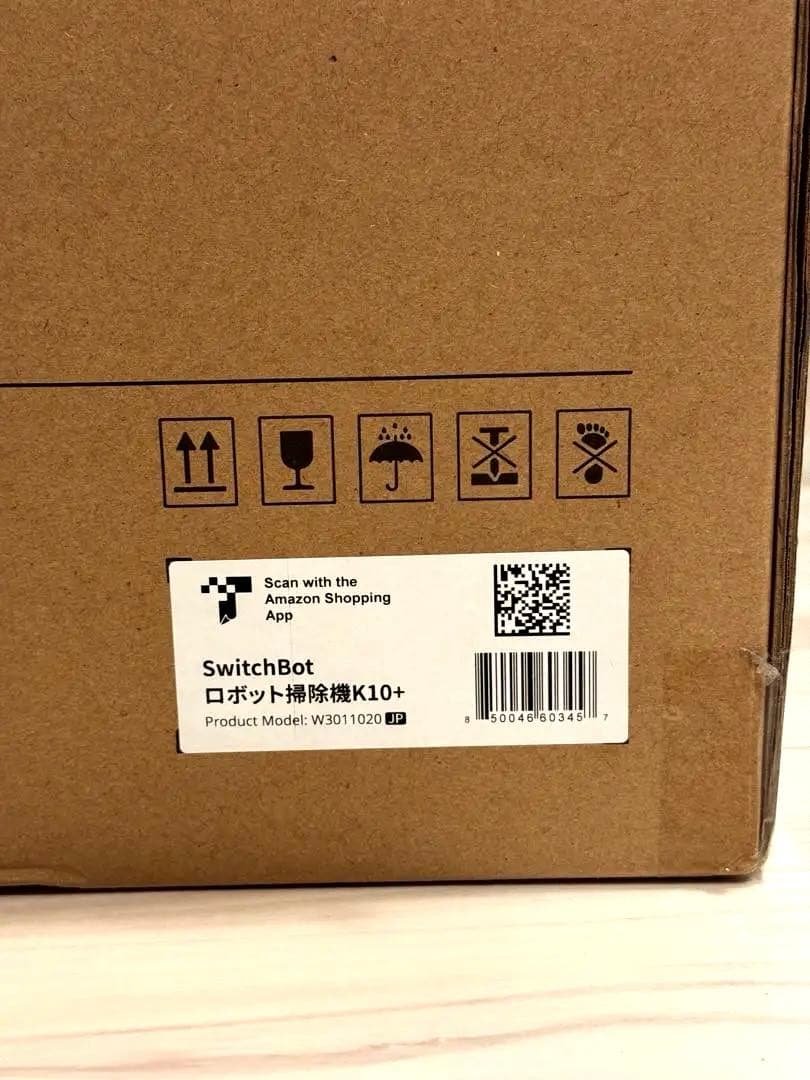 Scan with the
Amazon Shopping
App
SwitchBot
ロボット掃除機K10+
Product Model: W3011020 JP
8 50046 60345 7